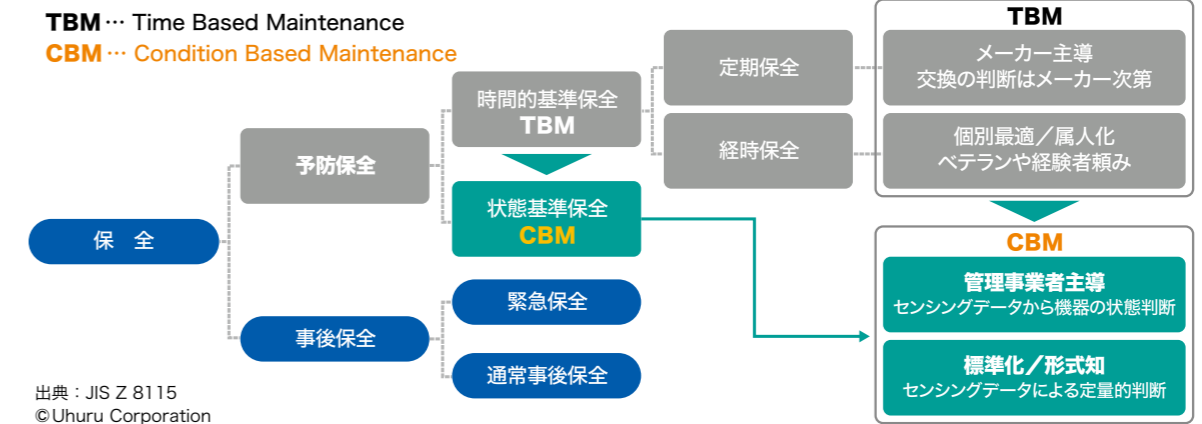 TBM … Time Based Maintenance
CBM … Condition Based Maintenance
保 全
予防保全
時間的基準保全
TBM
状態基準保全
CBM
定期保全
経時保全
事後保全
緊急保全
通常事後保全
TBM
メーカー主導
交換の判断はメーカー次第
個別最適／属人化
ベテランや経験者頼み
CBM
管理事業者主導
センシングデータから機器の状態判断
標準化／形式知
センシングデータによる定量的判断
出典：JIS Z 8115
©Uhuru Corporation